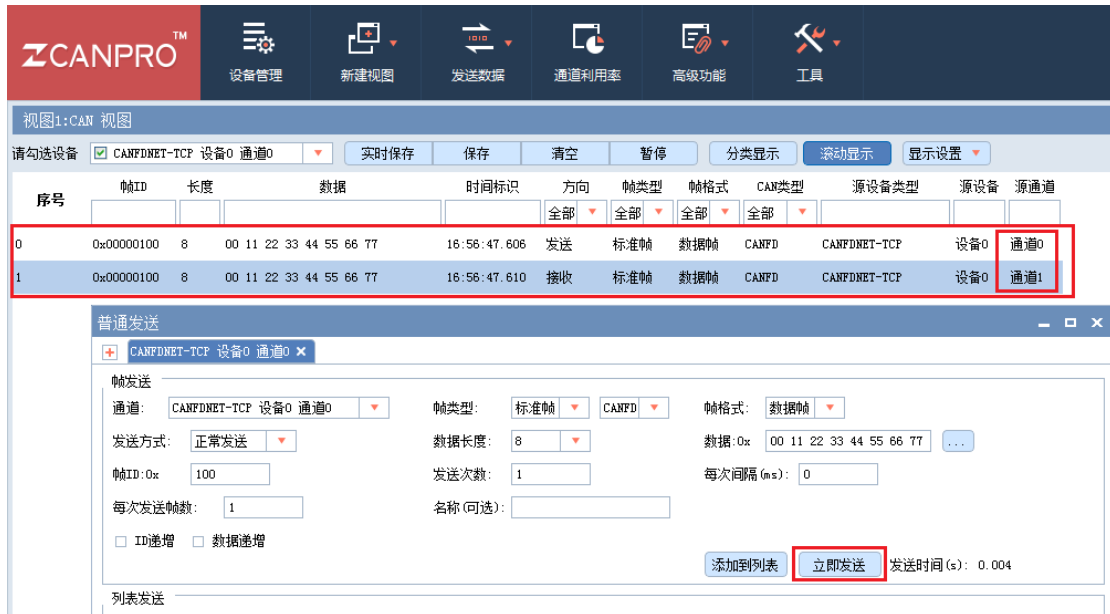 ZCANPRO™
设备管理 新建视图 发送数据 通道利用率 高级功能 工具
视图1:CAN 视图
请勾选设备 CANFDNET-TCP 设备0 通道0 实时保存 保存 清空 暂停 分类显示 滚动显示 显示设置
序号 帧ID 长度 数据 时间标识 方向 帧类型 帧格式 CAN类型 源设备类型 源设备 源通道
全部 全部 全部 全部
0 0x00000100 8 00 11 22 33 44 55 66 77 16:56:47.606 发送 标准帧 数据帧 CANFD CANFDNET-TCP 设备0 通道0
1 0x00000100 8 00 11 22 33 44 55 66 77 16:56:47.610 接收 标准帧 数据帧 CANFD CANFDNET-TCP 设备0 通道1
普通发送
CANFDNET-TCP 设备0 通道0
帧发送
通道: CANFDNET-TCP 设备0 通道0 帧类型: 标准帧 CANFD 帧格式: 数据帧
发送方式: 正常发送 数据长度: 8 数据:0x 00 11 22 33 44 55 66 77 ...
帧ID:0x 100 发送次数: 1 每次间隔(ms): 0
每次发送帧数: 1 名称(可选):
ID递增 数据递增
添加到列表 立即发送 发送时间(s): 0.004
列表发送